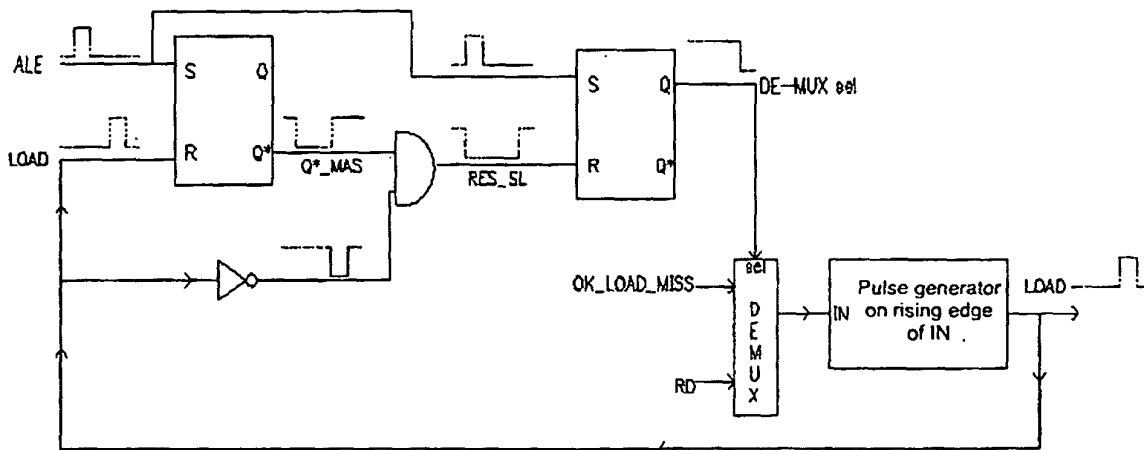 ALE
S
Q
R
Q*
Q*_MAS
LOAD
RES_SL
S
Q
R
Q*
DE-MUX sel
OK_LOAD_MISS
RD
sel
DEMUX
IN
Pulse generator
on rising edge
of IN
LOAD